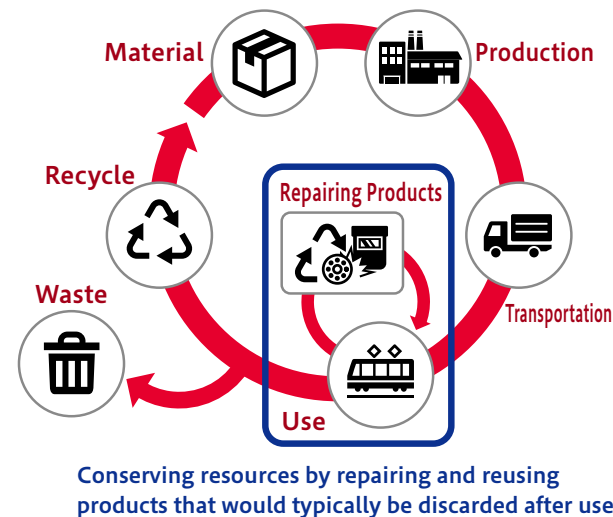 Material
Production
Recycle
Repairing Products
Waste
Transportation
Use
Conserving resources by repairing and reusing
products that would typically be discarded after use